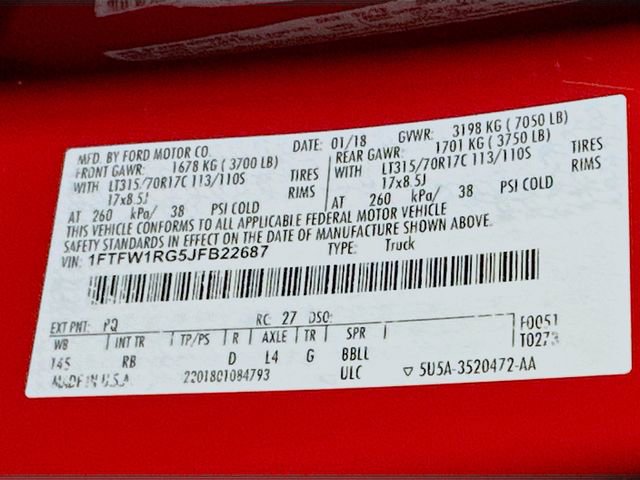 MFD. BY FORD MOTOR CO. DATE: 01/18 GVWR: 3198 KG ( 7050 LB)
FRONT GAWR: 1678 KG ( 3700 LB) REAR GAWR: 1701 KG ( 3750 LB)
WITH LT315/70R17C 113/110S TIRES WITH LT315/70R17C 113/110S TIRES
17x8.5J RIMS 17x8.5J RIMS
AT 260 kPa/ 38 PSI COLD AT 260 kPa/ 38 PSI COLD
THIS VEHICLE CONFORMS TO ALL APPLICABLE FEDERAL MOTOR VEHICLE
SAFETY STANDARDS IN EFFECT ON THE DATE OF MANUFACTURE SHOWN ABOVE.
VIN: 1FTFW1RG5JFB22687 TYPE: Truck
EXT PNT: PQ RC: 27 DSO:
WB INT TR TP/PS R AXLE TR SPR F0051
145 RB D L4 G BBLL T0273
MADE IN U.S.A. 2201801084793 ULC ▽ 5U5A-3520472-AA